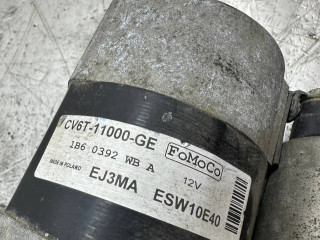 CV6T-11000-GE
1B6 0392 WB A
FoMoCo
MADE IN POLAND
12V
EJ3MA ESW10E40